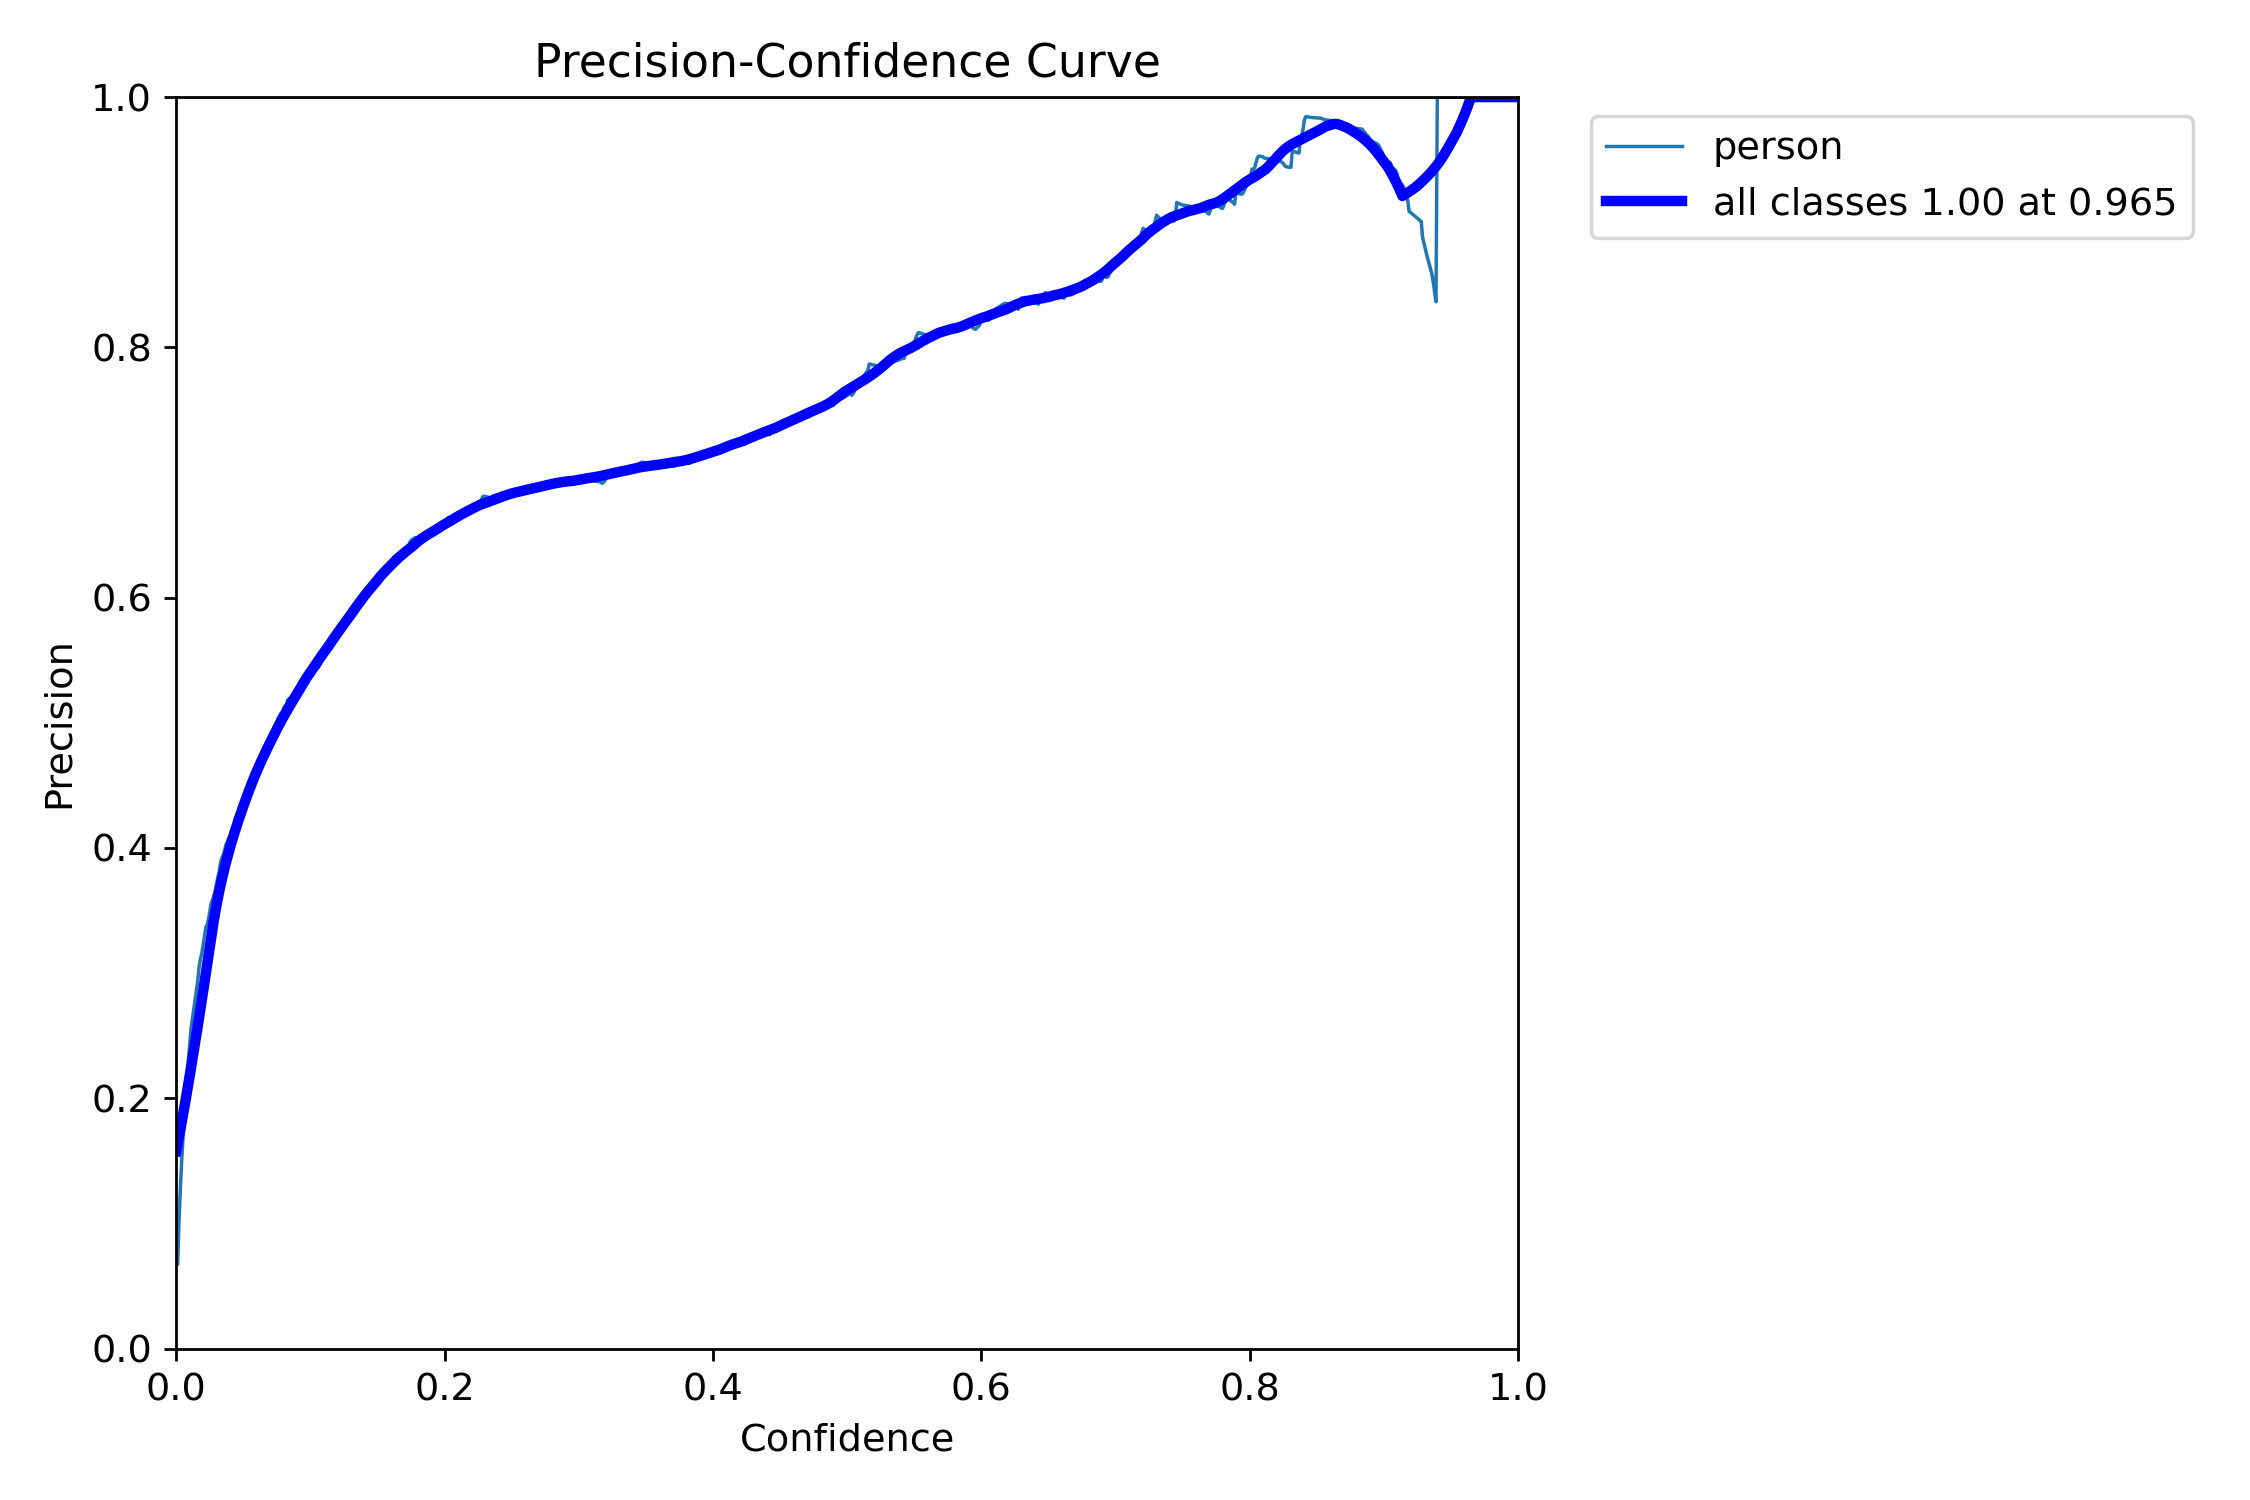 Precision-Confidence Curve
1.0
0.8
0.6
0.4
0.2
0.0
Precision
0.0 0.2 0.4 0.6 0.8 1.0
Confidence
person
all classes 1.00 at 0.965